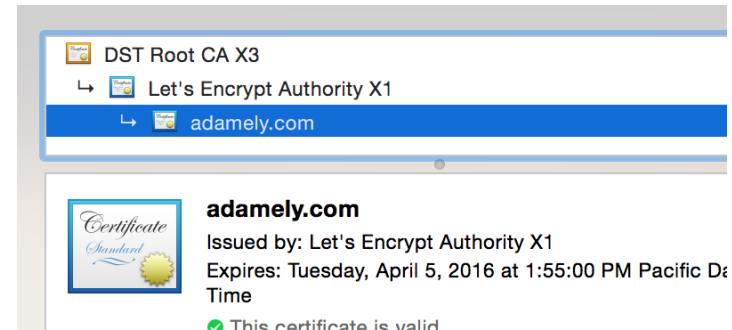 DST Root CA X3
↳ Let's Encrypt Authority X1
↳ adamely.com
Certificate
Standard
adamely.com
Issued by: Let's Encrypt Authority X1
Expires: Tuesday, April 5, 2016 at 1:55:00 PM Pacific Da
Time
This certificate is valid